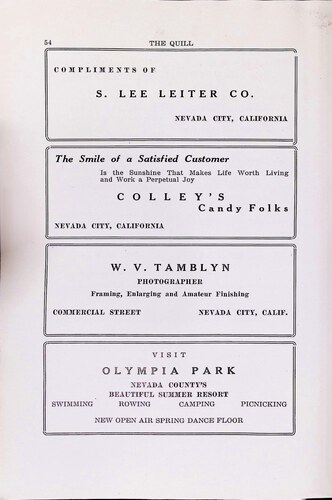 54 THE QUILL
COMPLIMENTS OF
S. LEE LEITER CO.
NEVADA CITY, CALIFORNIA
The Smile of a Satisfied Customer
Is the Sunshine That Makes Life Worth Living
and Work a Perpetual Joy
COLLEY'S
Candy Folks
NEVADA CITY, CALIFORNIA
W. V. TAMBLYN
PHOTOGRAPHER
Framing, Enlarging and Amateur Finishing
COMMERCIAL STREET NEVADA CITY, CALIF.
VISIT
OLYMPIA PARK
NEVADA COUNTY'S
BEAUTIFUL SUMMER RESORT
SWIMMING ROWING CAMPING PICNICKING
NEW OPEN AIR SPRING DANCE FLOOR